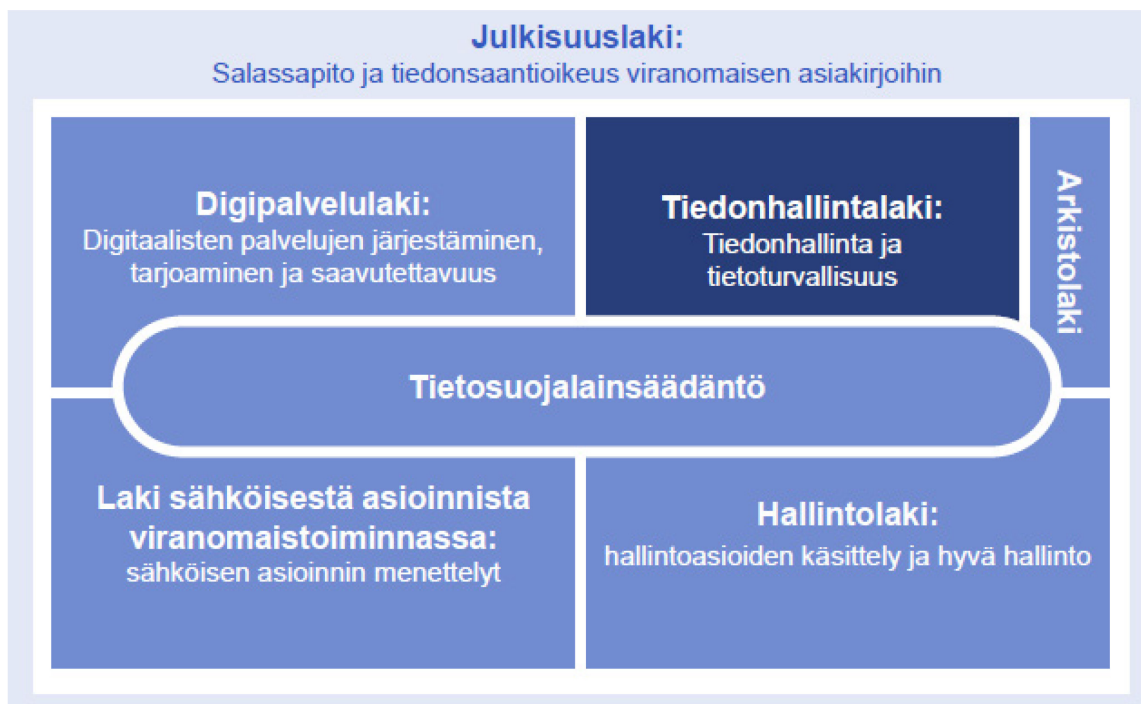 Julkisuuslaki:
Salassapito ja tiedonsaantioikeus viranomaisen asiakirjoihin
Digipalvelulaki:
Digitaalisten palvelujen järjestäminen,
tarjoaminen ja saavutettavuus
Tiedonhallintalaki:
Tiedonhallinta ja
tietoturvallisuus
Arkistolaki
Tietosuojalainsäädäntö
Laki sähköisestä asioinnista
viranomaistoiminnassa:
sähköisen asioinnin menettelyt
Hallintolaki:
hallintoasioiden käsittely ja hyvä hallinto